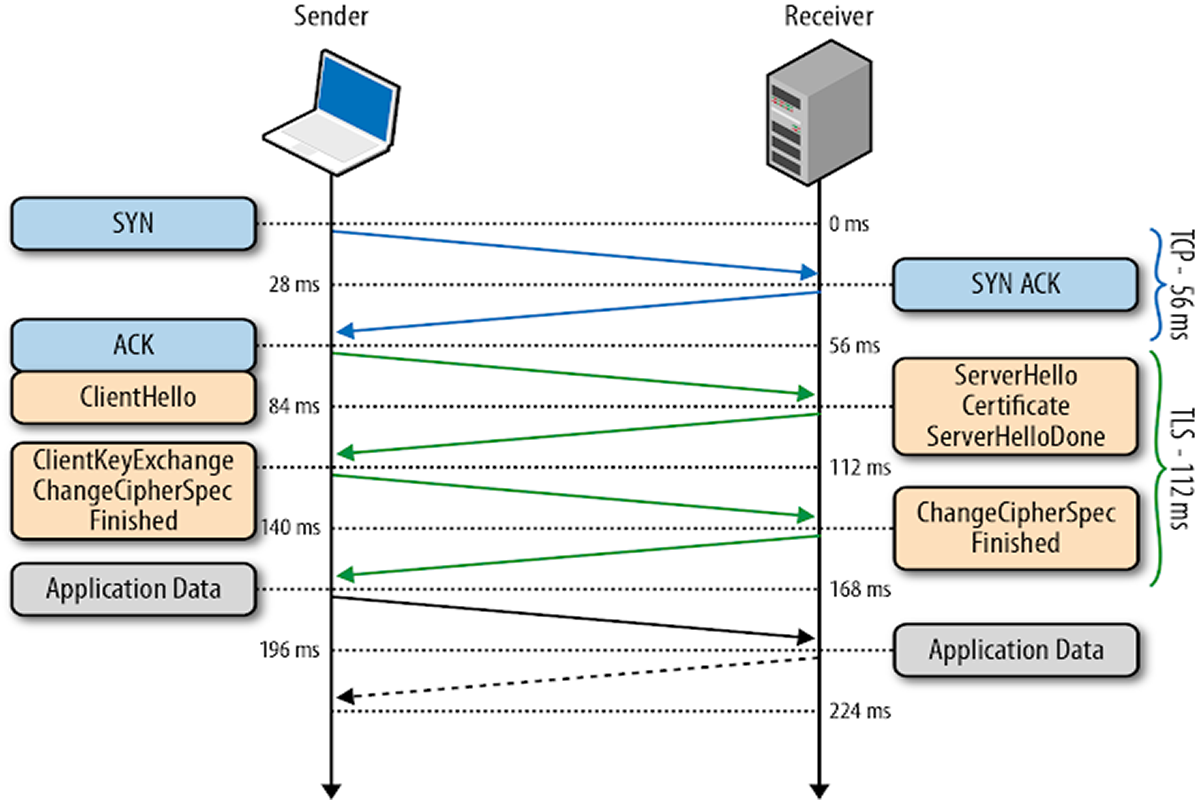 Sender
Receiver
SYN
0 ms
28 ms
SYN ACK
TCP - 56 ms
ACK
56 ms
ClientHello
84 ms
ServerHello
Certificate
ServerHelloDone
ClientKeyExchange
ChangeCipherSpec
Finished
112 ms
TLS - 112 ms
140 ms
ChangeCipherSpec
Finished
Application Data
168 ms
196 ms
Application Data
224 ms